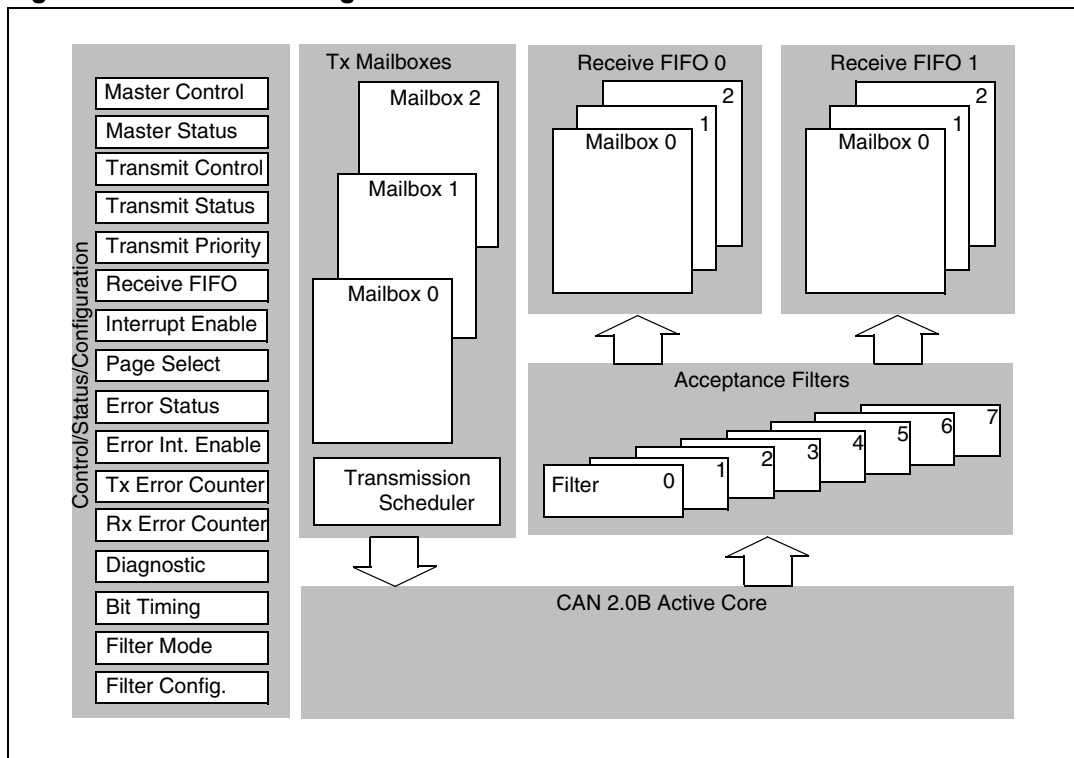 Control/Status/Configuration
Master Control
Master Status
Transmit Control
Transmit Status
Transmit Priority
Receive FIFO
Interrupt Enable
Page Select
Error Status
Error Int. Enable
Tx Error Counter
Rx Error Counter
Diagnostic
Bit Timing
Filter Mode
Filter Config.
Tx Mailboxes
Mailbox 2
Mailbox 1
Mailbox 0
Transmission
Scheduler
Receive FIFO 0
2
1
Mailbox 0
Receive FIFO 1
2
1
Mailbox 0
Acceptance Filters
Filter 0 1 2 3 4 5 6 7
CAN 2.0B Active Core